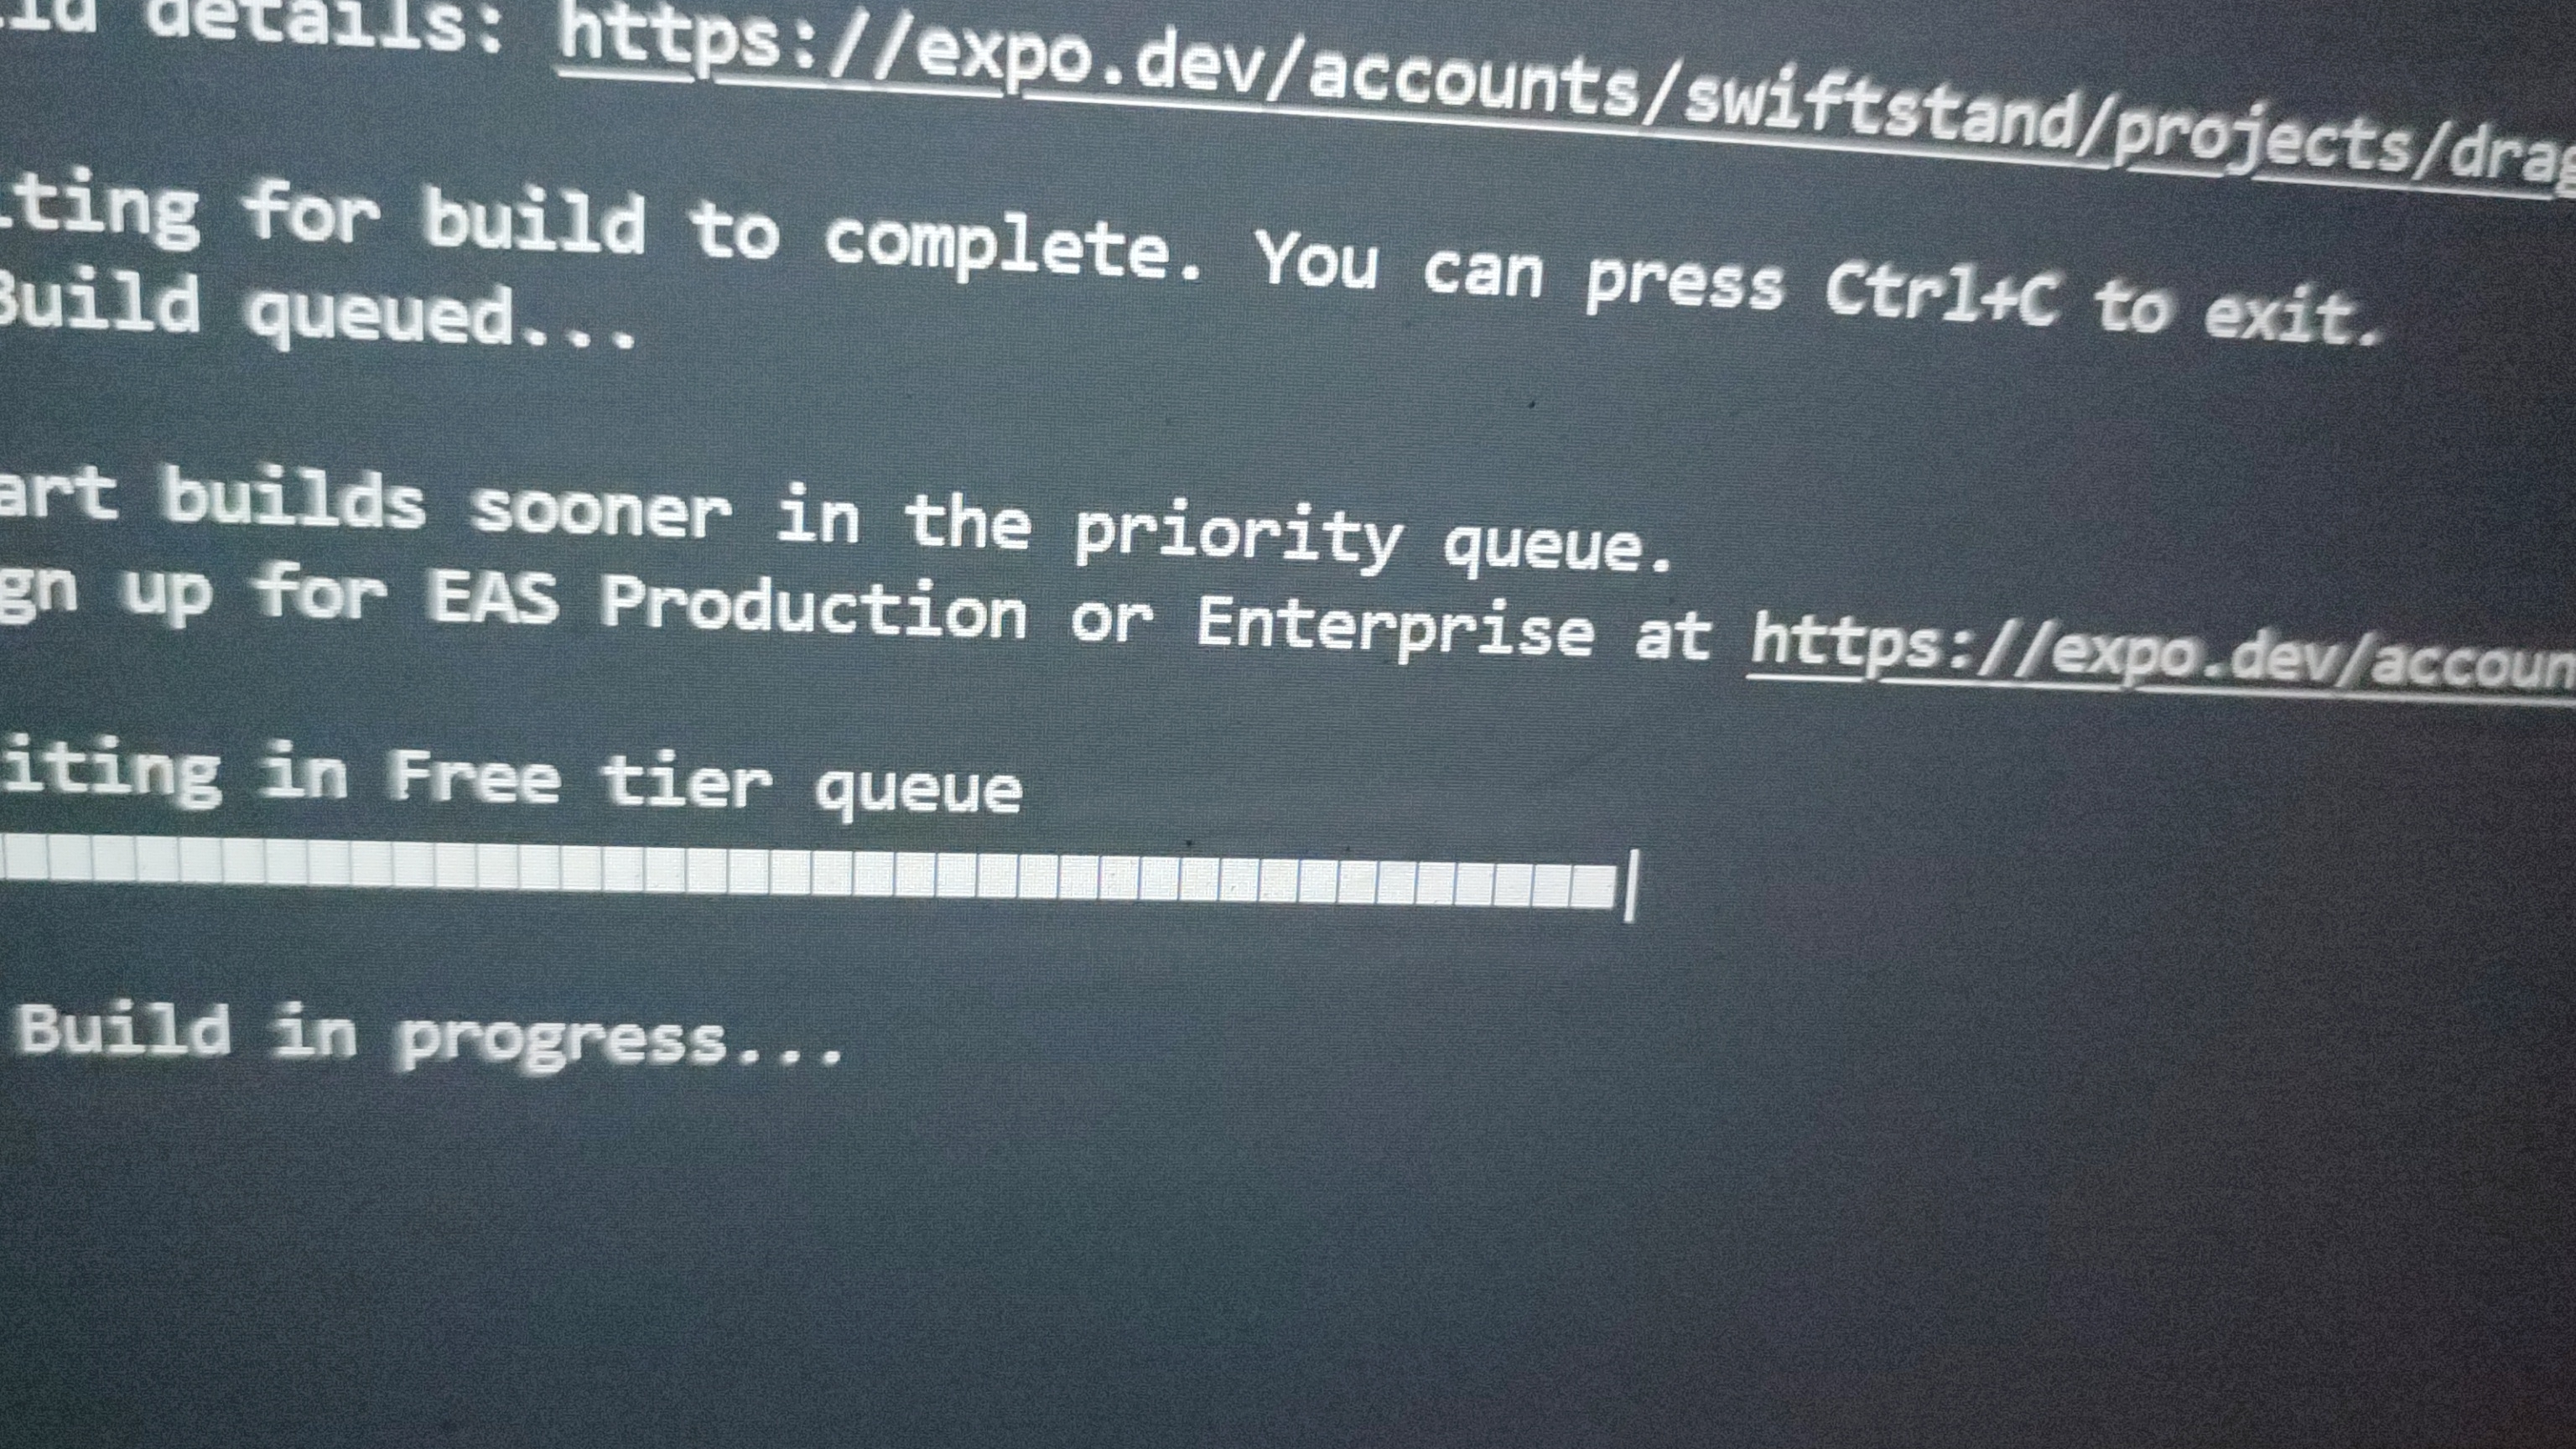 details: https://expo.dev/accounts/swiftstand/projects/drag
ting for build to complete. You can press Ctrl+C to exit.
Build queued...
art builds sooner in the priority queue.
gn up for EAS Production or Enterprise at https://expo.dev/accoun
iting in Free tier queue
Build in progress...